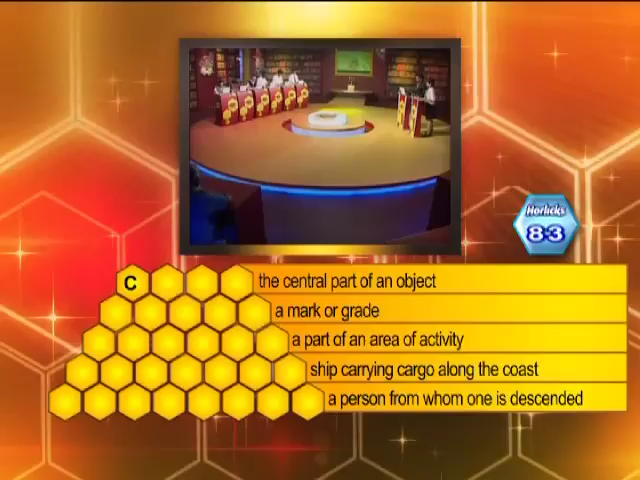 Horlicks
83
C the central part of an object
a mark or grade
a part of an area of activity
ship carrying cargo along the coast
a person from whom one is descended